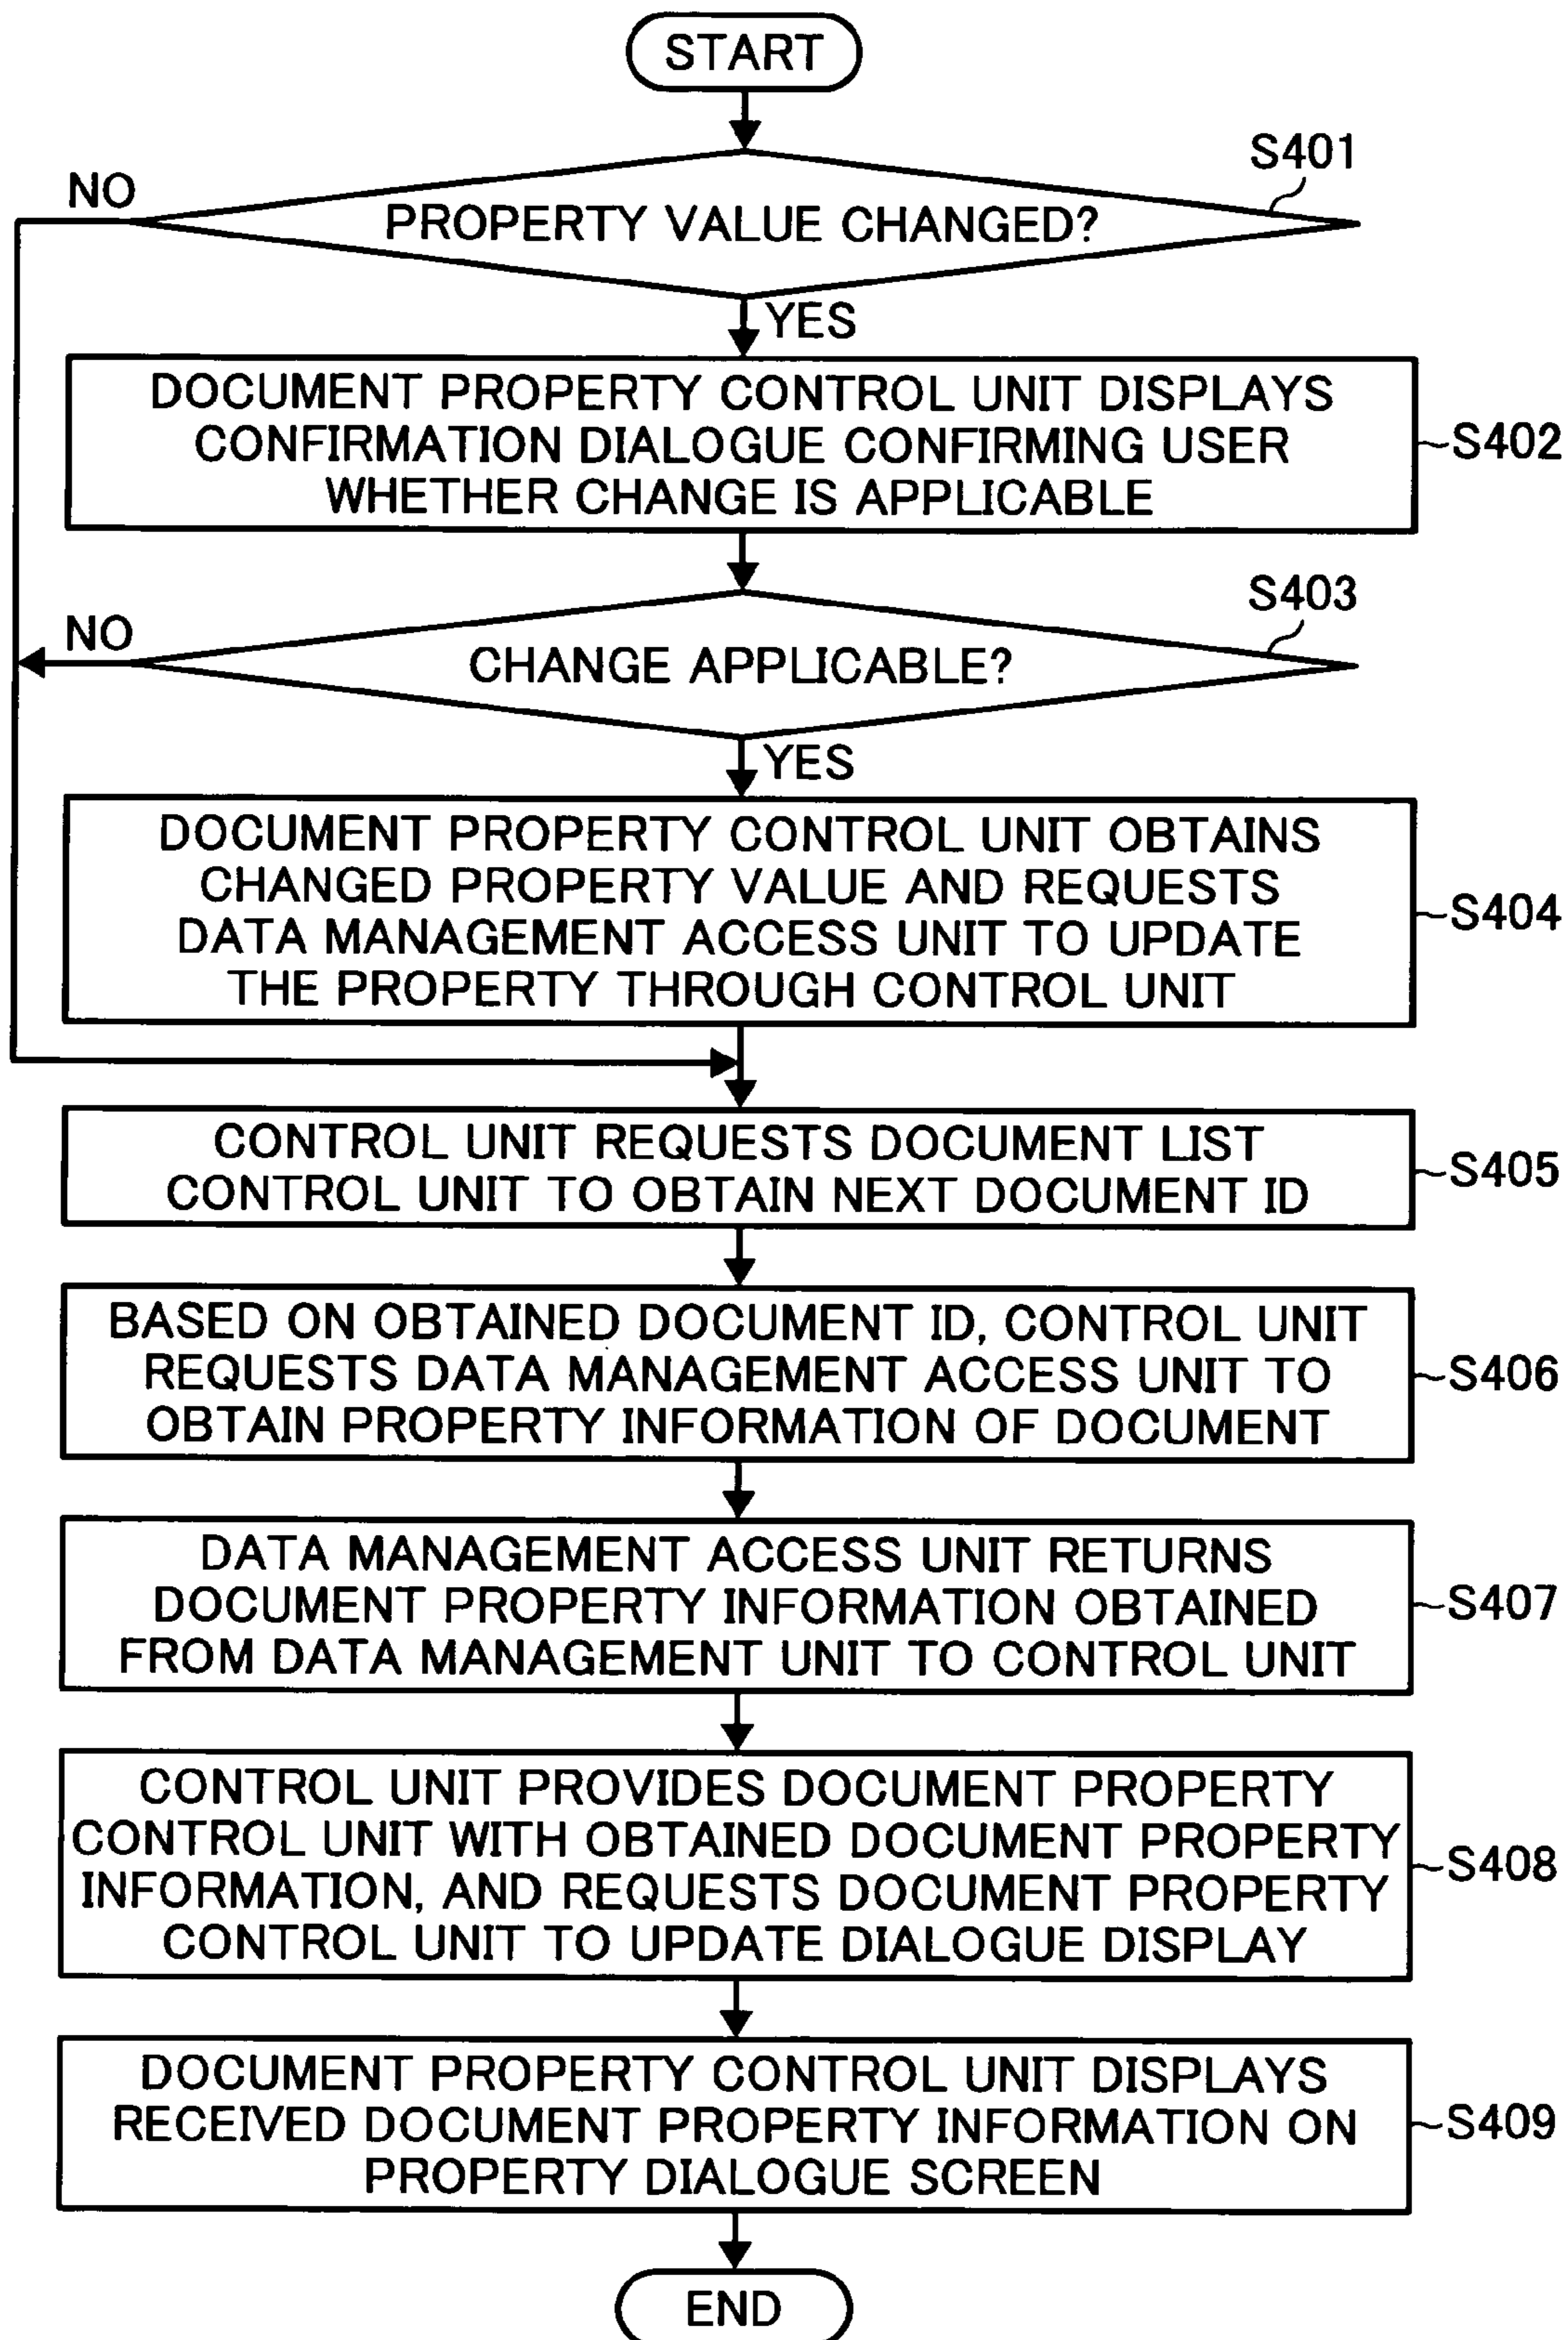 START
S401
NO
PROPERTY VALUE CHANGED?
YES
DOCUMENT PROPERTY CONTROL UNIT DISPLAYS
CONFIRMATION DIALOGUE CONFIRMING USER
WHETHER CHANGE IS APPLICABLE
S402
S403
NO
CHANGE APPLICABLE?
YES
DOCUMENT PROPERTY CONTROL UNIT OBTAINS
CHANGED PROPERTY VALUE AND REQUESTS
DATA MANAGEMENT ACCESS UNIT TO UPDATE
THE PROPERTY THROUGH CONTROL UNIT
S404
CONTROL UNIT REQUESTS DOCUMENT LIST
CONTROL UNIT TO OBTAIN NEXT DOCUMENT ID
S405
BASED ON OBTAINED DOCUMENT ID, CONTROL UNIT
REQUESTS DATA MANAGEMENT ACCESS UNIT TO
OBTAIN PROPERTY INFORMATION OF DOCUMENT
S406
DATA MANAGEMENT ACCESS UNIT RETURNS
DOCUMENT PROPERTY INFORMATION OBTAINED
FROM DATA MANAGEMENT UNIT TO CONTROL UNIT
S407
CONTROL UNIT PROVIDES DOCUMENT PROPERTY
CONTROL UNIT WITH OBTAINED DOCUMENT PROPERTY
INFORMATION, AND REQUESTS DOCUMENT PROPERTY
CONTROL UNIT TO UPDATE DIALOGUE DISPLAY
S408
DOCUMENT PROPERTY CONTROL UNIT DISPLAYS
RECEIVED DOCUMENT PROPERTY INFORMATION ON
PROPERTY DIALOGUE SCREEN
S409
END